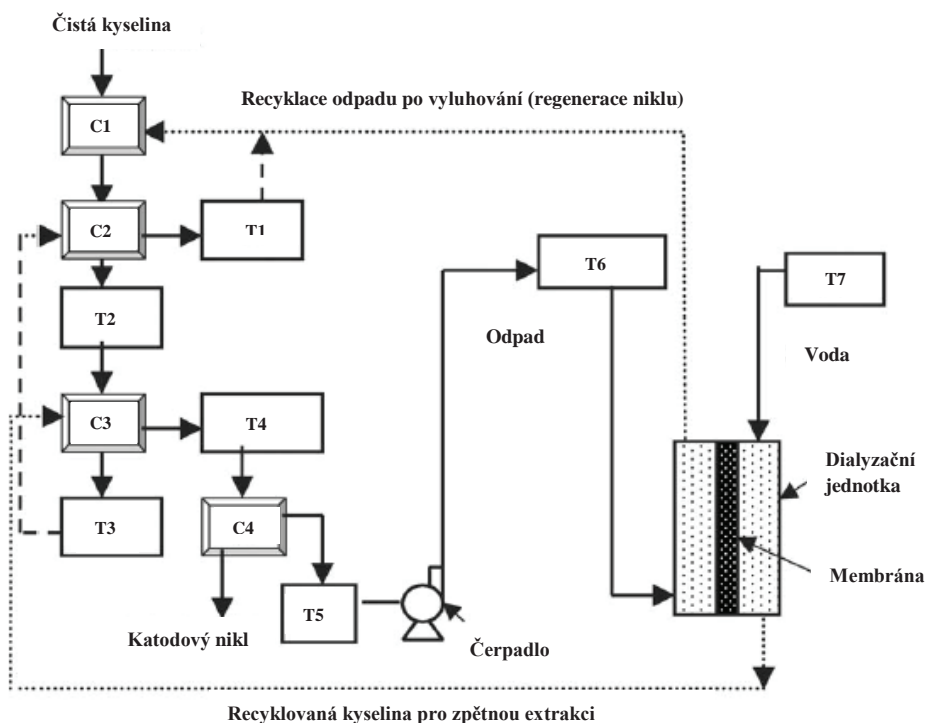 Čistá kyselina
Recyklace odpadu po vyluhování (regenerace niklu)
C1
C2
T1
T6
T7
T2
Odpad
Voda
C3
T4
Dialyzační
jednotka
T3
C4
Membrána
T5
Katodový nikl
Čerpadlo
Recyklovaná kyselina pro zpětnou extrakci